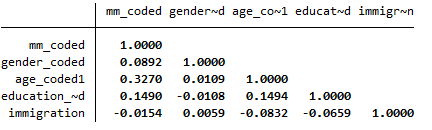 mm_coded gender~d age_co~1 educat~d immigr~n
mm_coded 1.0000
gender_coded 0.0892 1.0000
age_coded1 0.3270 0.0109 1.0000
education_~d 0.1490 -0.0108 0.1494 1.0000
immigration -0.0154 0.0059 -0.0832 -0.0659 1.0000